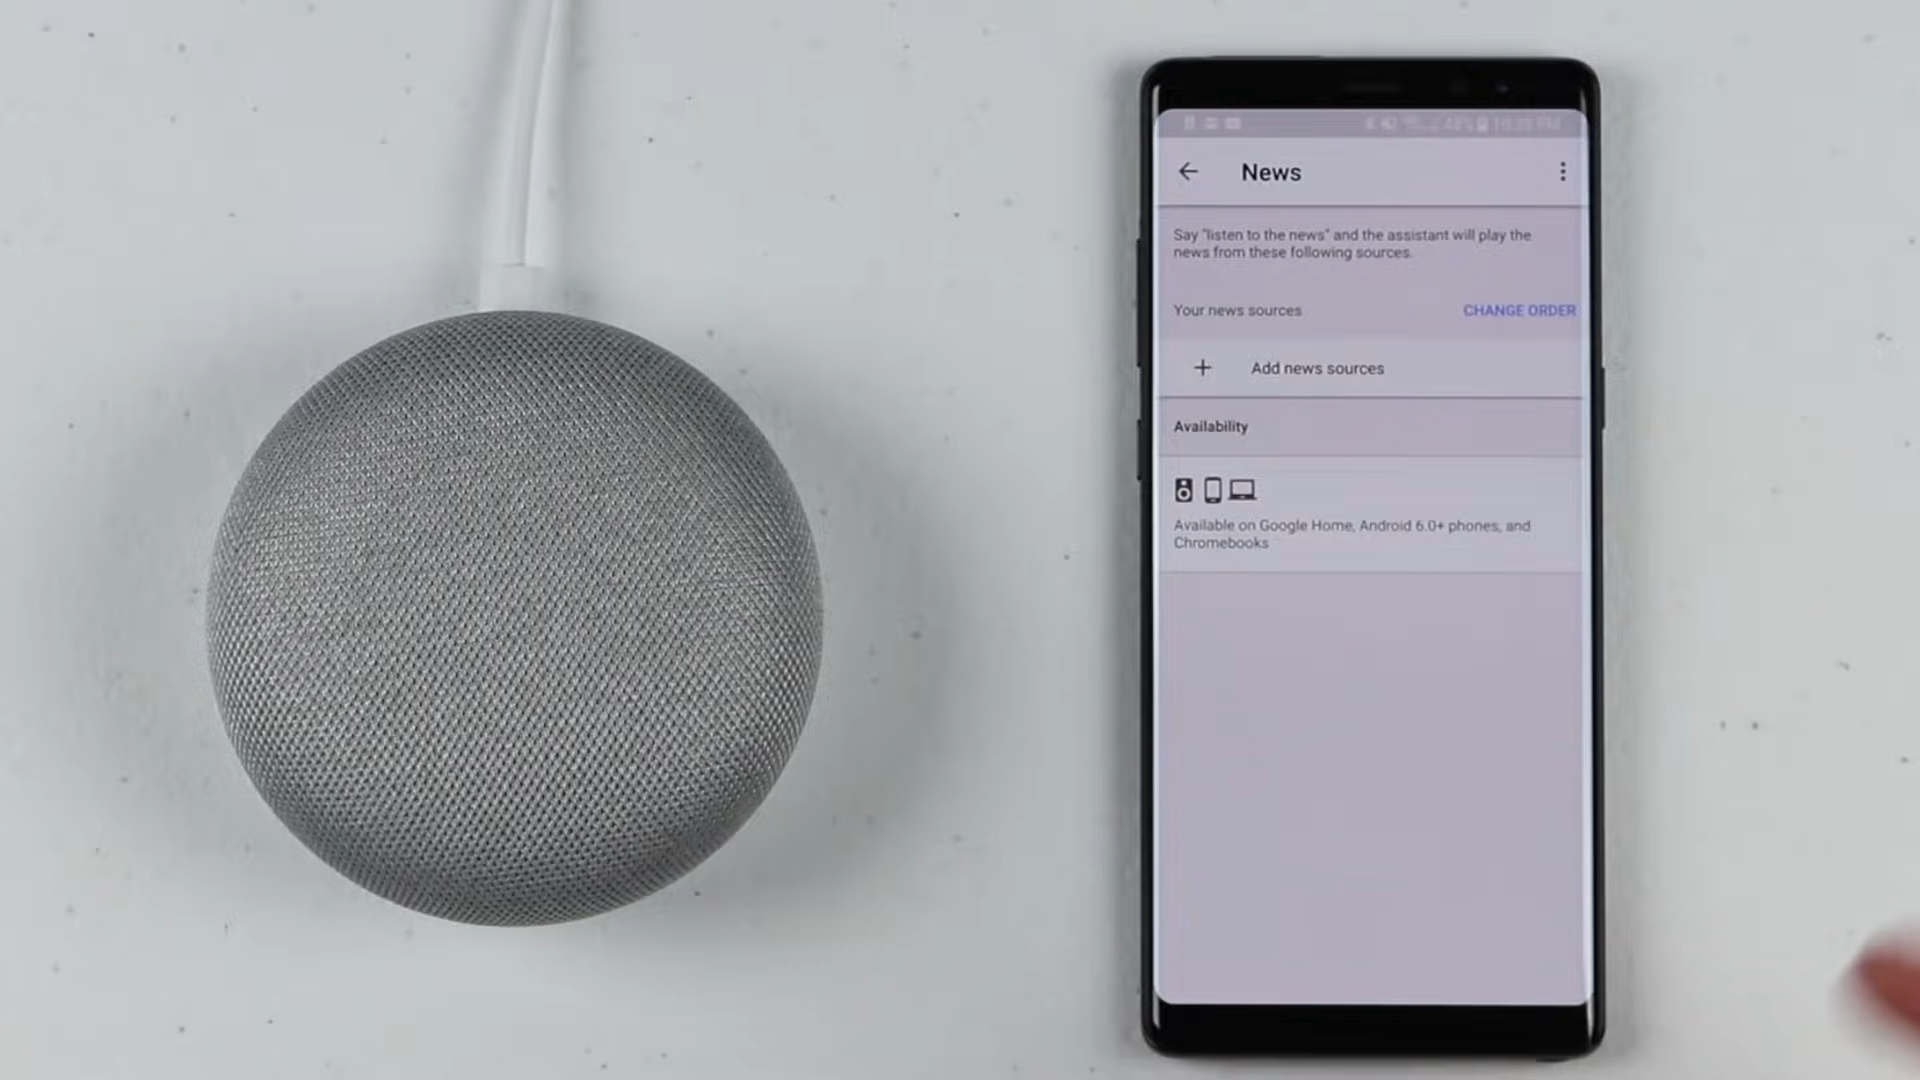 News
Say "listen to the news" and the assistant will play the
news from these following sources.
Your news sources
CHANGE ORDER
Add news sources
Availability
Available on Google Home, Android 6.0+ phones, and
Chromebooks